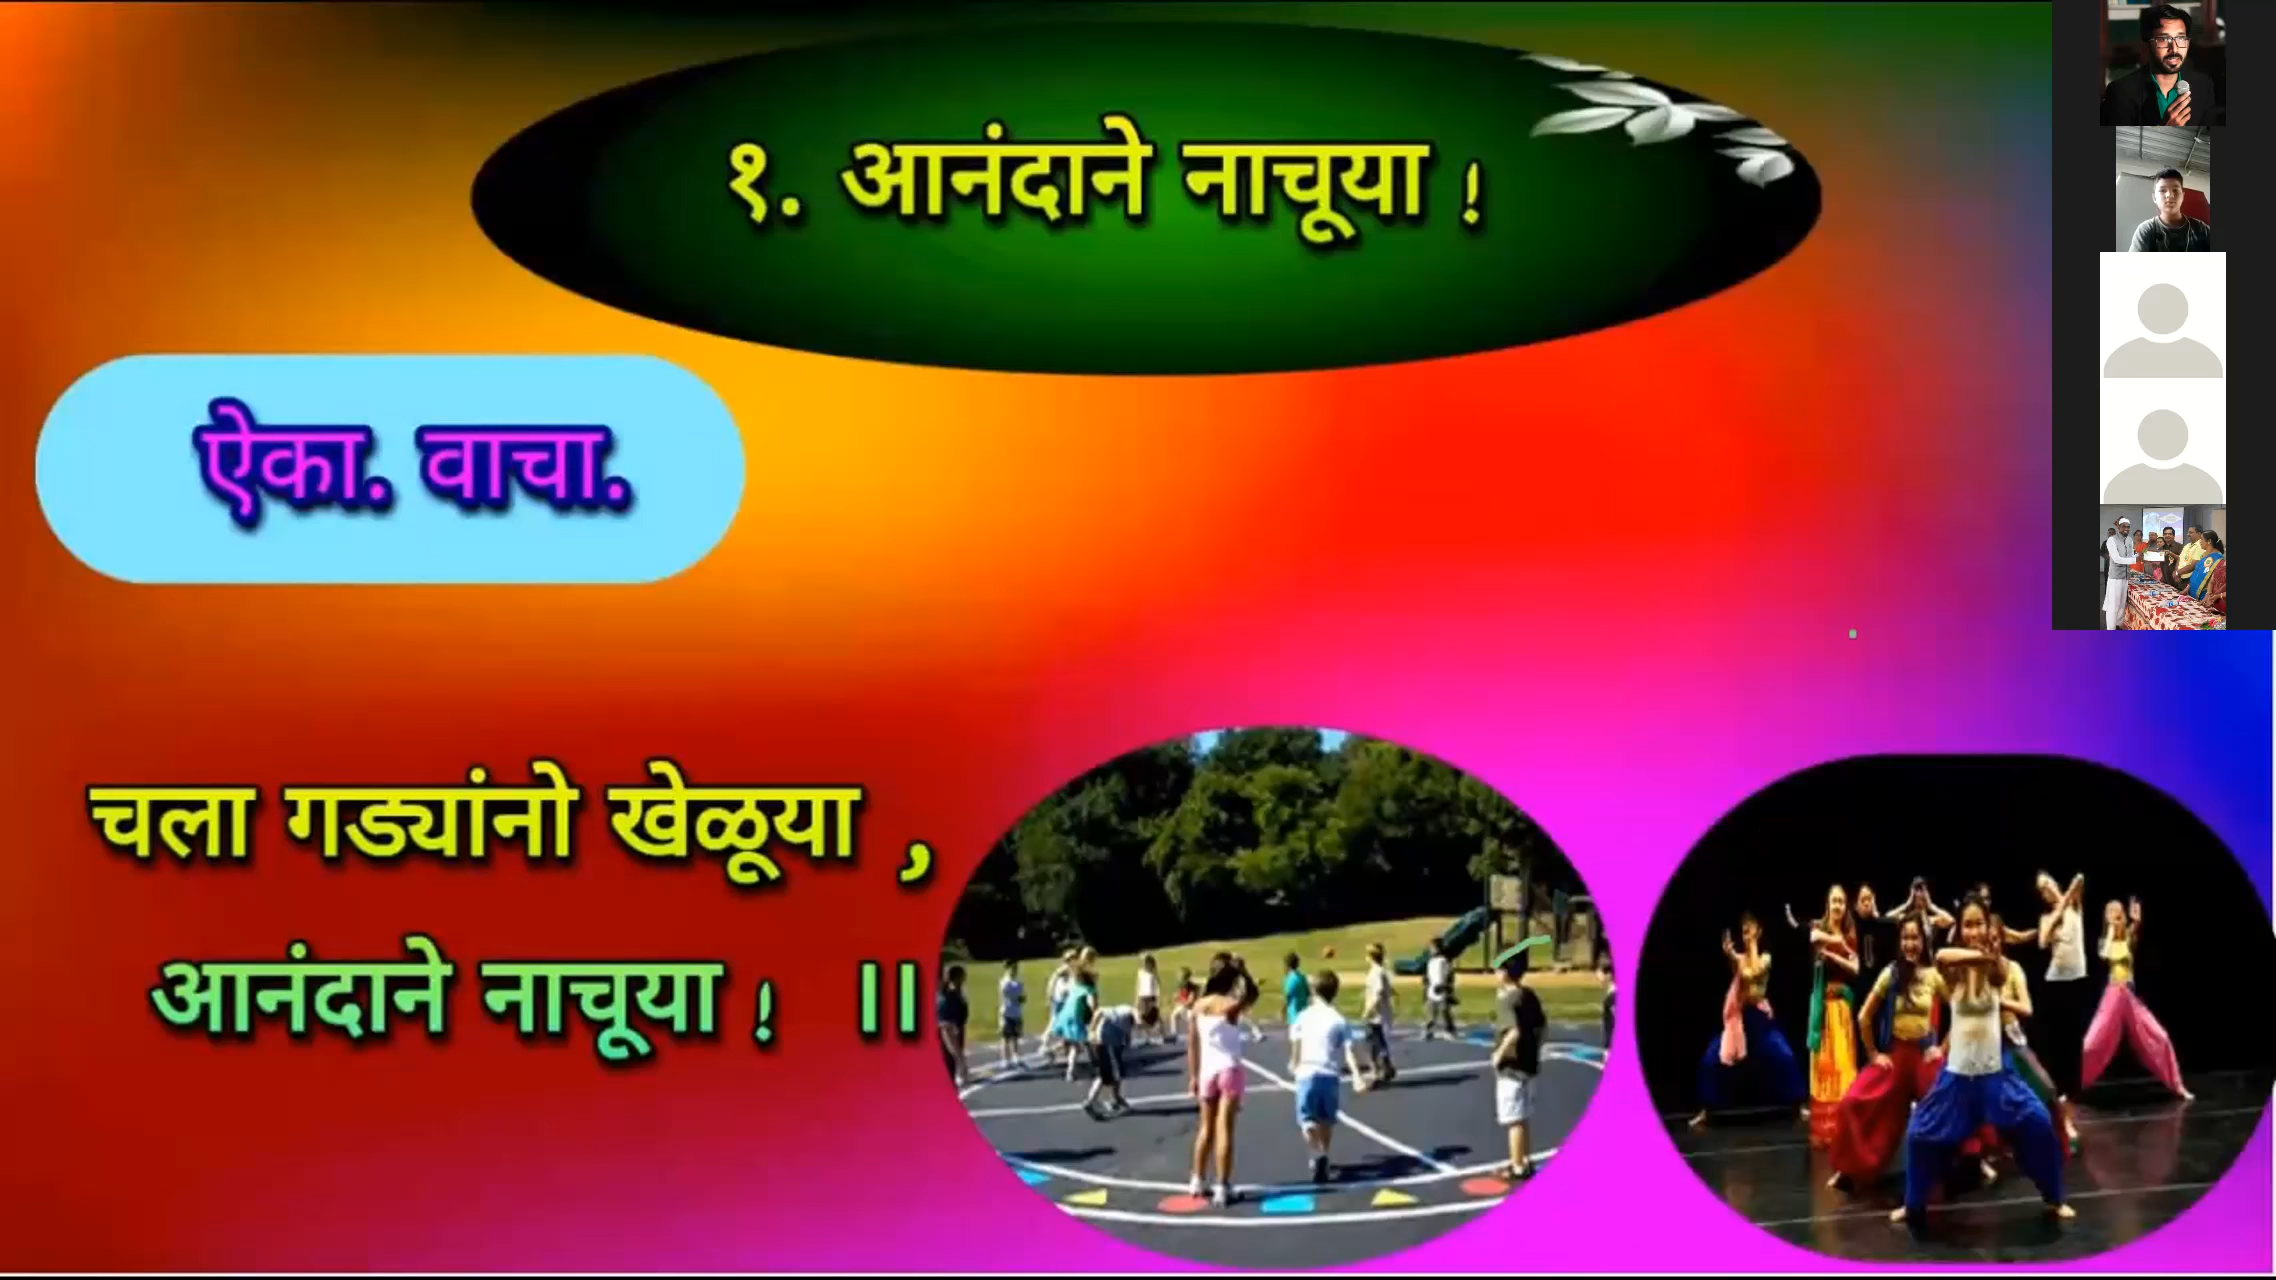 १. आनंदाने नाचूया !
ऐका. वाचा.
चला गड्यांनो खेळूया ,
आनंदाने नाचूया ! ।।